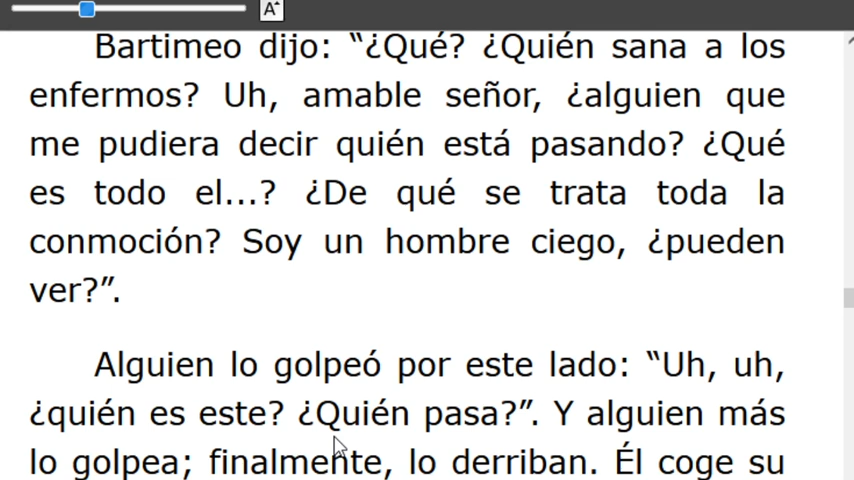 A
Bartimeo dijo: “¿Qué? ¿Quién sana a los
enfermos? Uh, amable señor, ¿alguien que
me pudiera decir quién está pasando? ¿Qué
es todo el...? ¿De qué se trata toda la
conmoción? Soy un hombre ciego, ¿pueden
ver?”.
Alguien lo golpeó por este lado: “Uh, uh,
¿quién es este? ¿Quién pasa?”. Y alguien más
lo golpea; finalmente, lo derriban. Él coge su